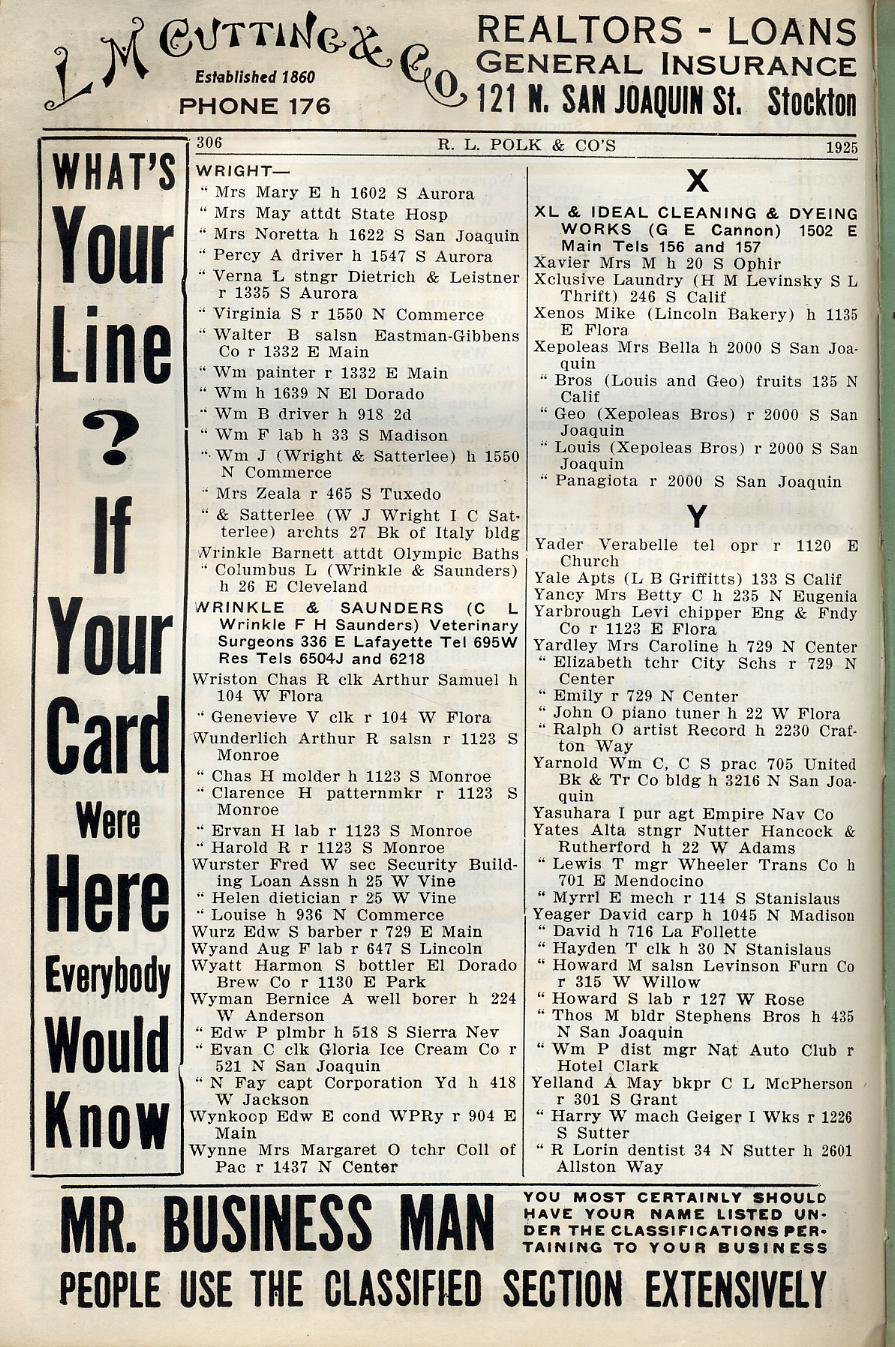 L M CUTTING & CO.
Established 1860
PHONE 176
REALTORS - LOANS
GENERAL INSURANCE
121 N. SAN JOAQUIN St. Stockton
WHAT'S
Your
Line
?
If
Your
Card
Were
Here
Everybody
Would
Know
306 R. L. POLK & CO'S 1925
WRIGHT—
" Mrs Mary E h 1602 S Aurora
" Mrs May attdt State Hosp
" Mrs Noretta h 1622 S San Joaquin
" Percy A driver h 1547 S Aurora
" Verna L stngr Dietrich & Leistner
r 1335 S Aurora
" Virginia S r 1550 N Commerce
" Walter B salsn Eastman-Gibbens
Co r 1332 E Main
" Wm painter r 1332 E Main
" Wm h 1639 N El Dorado
" Wm B driver h 918 2d
" Wm F lab h 33 S Madison
" Wm J (Wright & Satterlee) h 1550
N Commerce
" Mrs Zeala r 465 S Tuxedo
" & Satterlee (W J Wright I C Sat-
terlee) archts 27 Bk of Italy bldg
Wrinkle Barnett attdt Olympic Baths
" Columbus L (Wrinkle & Saunders)
h 26 E Cleveland
WRINKLE & SAUNDERS (C L
Wrinkle F H Saunders) Veterinary
Surgeons 336 E Lafayette Tel 695W
Res Tels 6504J and 6218
Wriston Chas R clk Arthur Samuel h
104 W Flora
" Genevieve V clk r 104 W Flora
Wunderlich Arthur R salsn r 1123 S
Monroe
" Chas H molder h 1123 S Monroe
" Clarence H patternmkr r 1123 S
Monroe
" Ervan H lab r 1123 S Monroe
" Harold R r 1123 S Monroe
Wurster Fred W sec Security Build-
ing Loan Assn h 25 W Vine
" Helen dietician r 25 W Vine
" Louise h 936 N Commerce
Wurz Edw S barber r 729 E Main
Wyand Aug F lab r 647 S Lincoln
Wyatt Harmon S bottler El Dorado
Brew Co r 1130 E Park
Wyman Bernice A well borer h 224
W Anderson
" Edw P plmbr h 518 S Sierra Nev
" Evan C clk Gloria Ice Cream Co r
521 N San Joaquin
" N Fay capt Corporation Yd h 418
W Jackson
Wynkoop Edw E cond WPRy r 904 E
Main
Wynne Mrs Margaret O tchr Coll of
Pac r 1437 N Center
X
XL & IDEAL CLEANING & DYEING
WORKS (G E Cannon) 1502 E
Main Tels 156 and 157
Xavier Mrs M h 20 S Ophir
Xclusive Laundry (H M Levinsky S L
Thrift) 246 S Calif
Xenos Mike (Lincoln Bakery) h 1135
E Flora
Xepoleas Mrs Bella h 2000 S San Joa-
quin
" Bros (Louis and Geo) fruits 135 N
Calif
" Geo (Xepoleas Bros) r 2000 S San
Joaquin
" Louis (Xepoleas Bros) r 2000 S San
Joaquin
" Panagiota r 2000 S San Joaquin
Y
Yader Verabelle tel opr r 1120 E
Church
Yale Apts (L B Griffitts) 133 S Calif
Yancy Mrs Betty C h 235 N Eugenia
Yarbrough Levi chipper Eng & Fndy
Co r 1123 E Flora
Yardley Mrs Caroline h 729 N Center
" Elizabeth tchr City Schs r 729 N
Center
" Emily r 729 N Center
" John O piano tuner h 22 W Flora
" Ralph O artist Record h 2230 Craf-
ton Way
Yarnold Wm C, C S prac 705 United
Bk & Tr Co bldg h 3216 N San Joa-
quin
Yasuhara I pur agt Empire Nav Co
Yates Alta stngr Nutter Hancock &
Rutherford h 22 W Adams
" Lewis T mgr Wheeler Trans Co h
701 E Mendocino
" Myrrl E mech r 114 S Stanislaus
Yeager David carp h 1045 N Madison
" David h 716 La Follette
" Hayden T clk h 30 N Stanislaus
" Howard M salsn Levinson Furn Co
r 315 W Willow
" Howard S lab r 127 W Rose
" Thos M bldr Stephens Bros h 435
N San Joaquin
" Wm P dist mgr Nat Auto Club r
Hotel Clark
Yelland A May bkpr C L McPherson
r 301 S Grant
" Harry W mach Geiger I Wks r 1226
S Sutter
" R Lorin dentist 34 N Sutter h 2601
Allston Way
MR. BUSINESS MAN
YOU MOST CERTAINLY SHOULD
HAVE YOUR NAME LISTED UN-
DER THE CLASSIFICATIONS PER-
TAINING TO YOUR BUSINESS
PEOPLE USE THE CLASSIFIED SECTION EXTENSIVELY